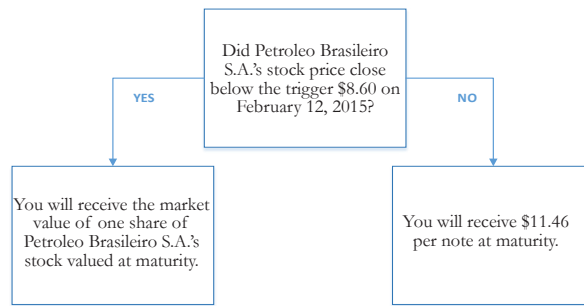 Did Petroleo Brasileiro
S.A.'s stock price close
below the trigger $8.60 on
February 12, 2015?
YES
NO
You will receive the market
value of one share of
Petroleo Brasileiro S.A.'s
stock valued at maturity.
You will receive $11.46
per note at maturity.